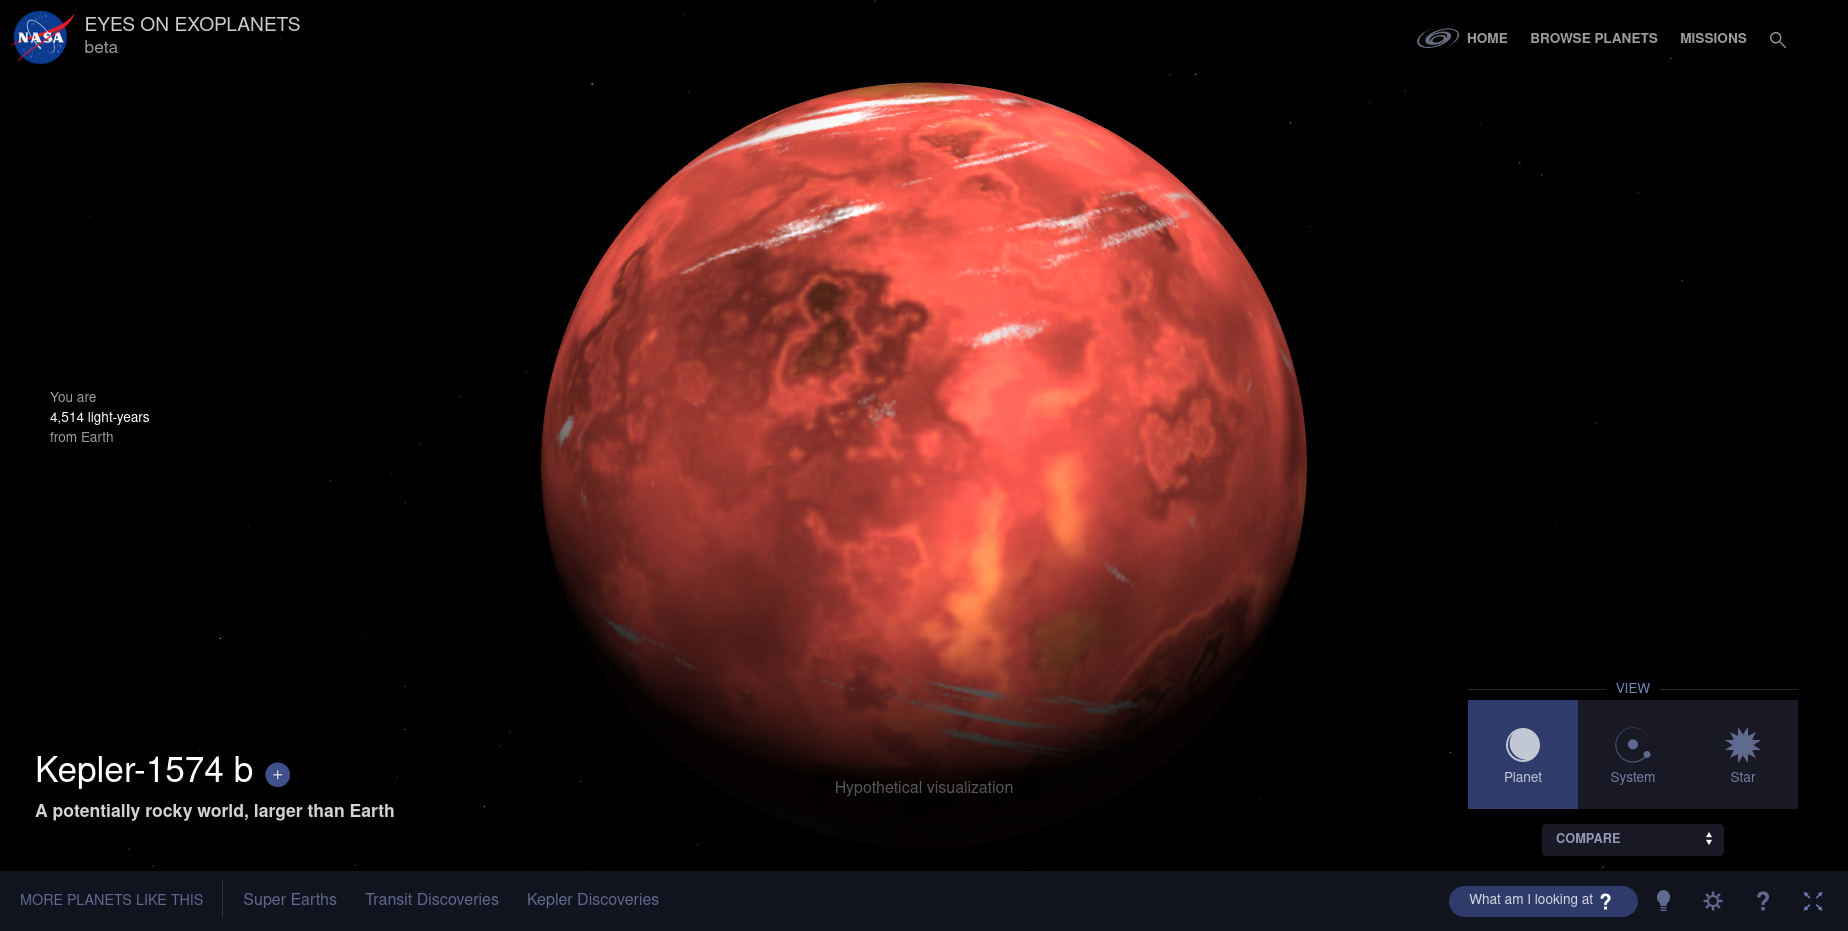 NASA
EYES ON EXOPLANETS
beta
HOME BROWSE PLANETS MISSIONS
You are
4,514 light-years
from Earth
Kepler-1574 b +
A potentially rocky world, larger than Earth
Hypothetical visualization
VIEW
Planet System Star
COMPARE
MORE PLANETS LIKE THIS Super Earths Transit Discoveries Kepler Discoveries
What am I looking at ? ?